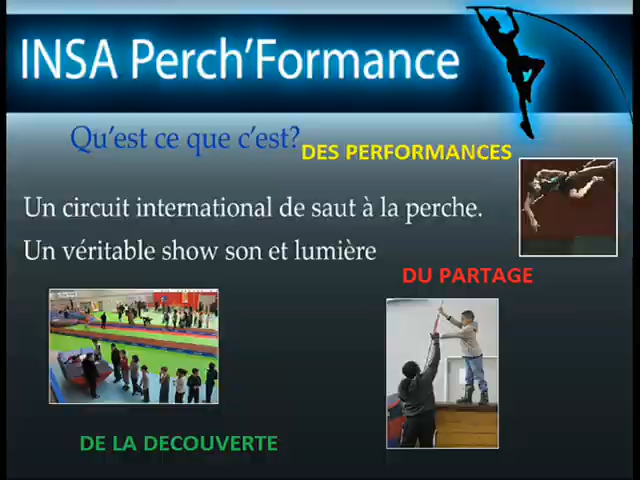 INSA Perch'Formance
Qu'est ce que c'est?
DES PERFORMANCES
Un circuit international de saut à la perche.
Un véritable show son et lumière
DU PARTAGE
DE LA DECOUVERTE